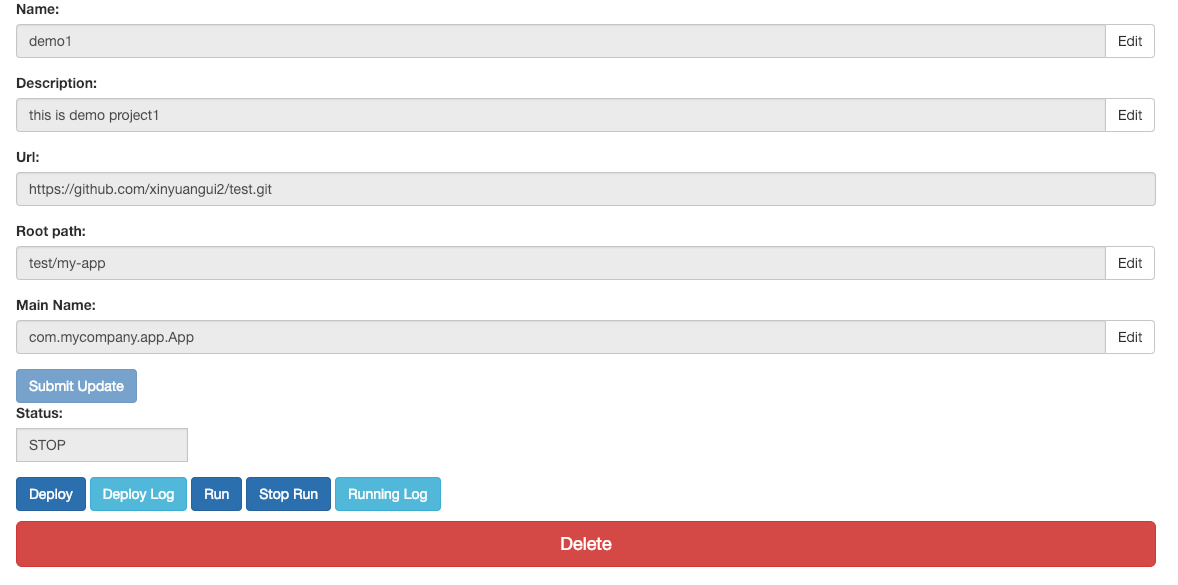 Name:
demo1 Edit
Description:
this is demo project1 Edit
Url:
https://github.com/xinyuangui2/test.git
Root path:
test/my-app Edit
Main Name:
com.mycompany.app.App Edit
Submit Update
Status:
STOP
Deploy Deploy Log Run Stop Run Running Log
Delete